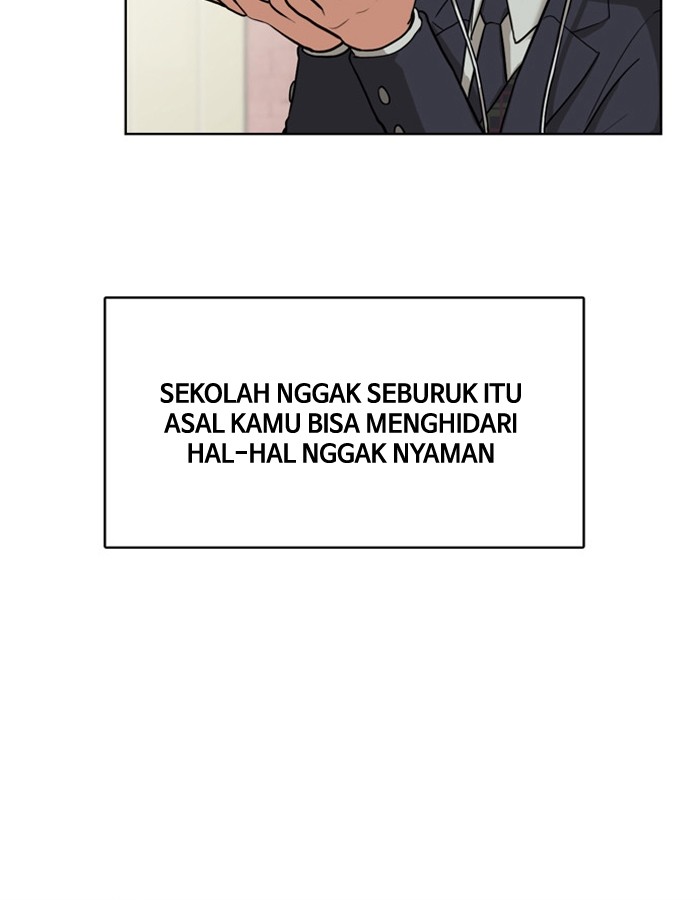 SEKOLAH NGGAK SEBURUK ITU
ASAL KAMU BISA MENGHIDARI
HAL-HAL NGGAK NYAMAN